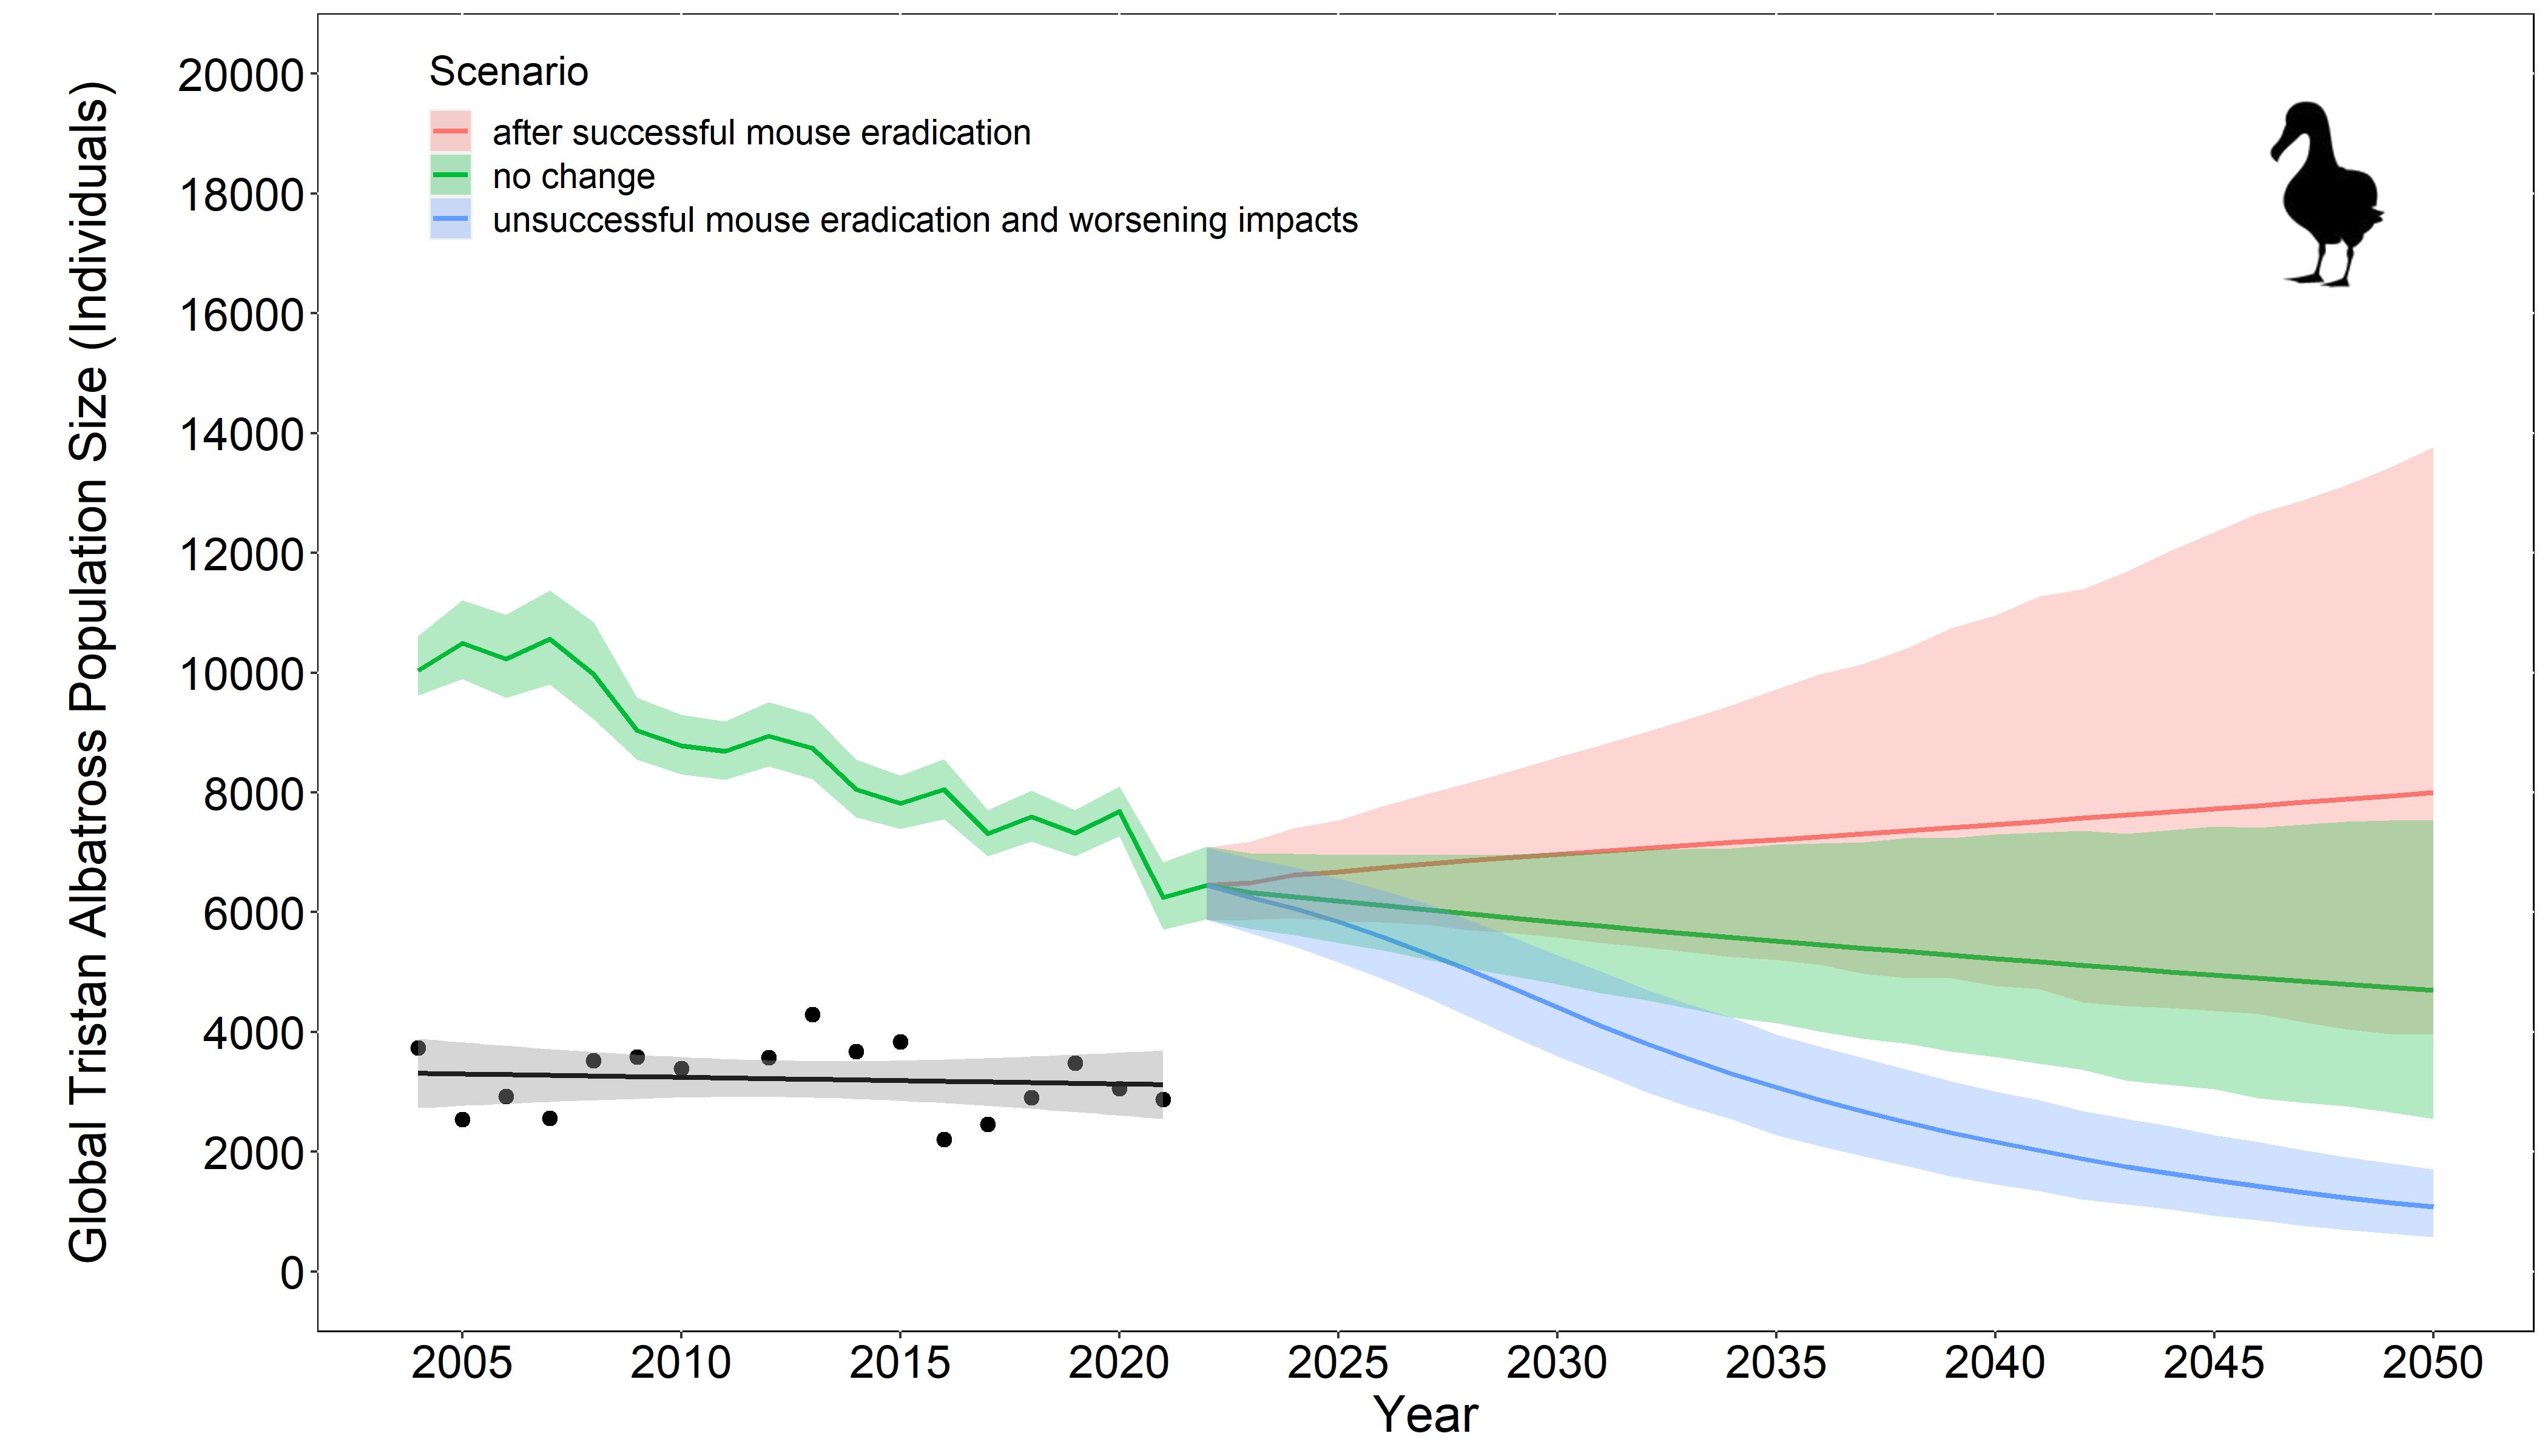 Global Tristan Albatross Population Size (Individuals)
20000
18000
16000
14000
12000
10000
8000
6000
4000
2000
0
Scenario
after successful mouse eradication
no change
unsuccessful mouse eradication and worsening impacts
2005 2010 2015 2020 2025 2030 2035 2040 2045 2050
Year